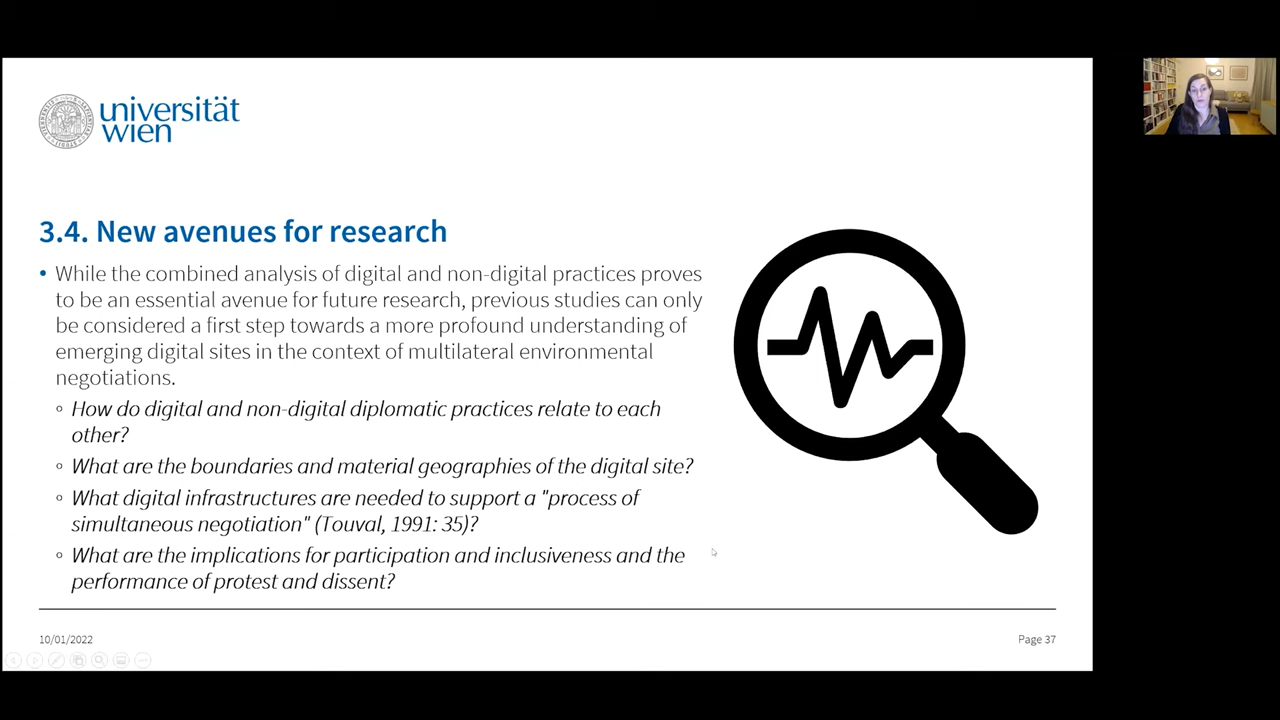 universität
wien
3.4. New avenues for research
• While the combined analysis of digital and non-digital practices proves
to be an essential avenue for future research, previous studies can only
be considered a first step towards a more profound understanding of
emerging digital sites in the context of multilateral environmental
negotiations.
◦ How do digital and non-digital diplomatic practices relate to each
other?
◦ What are the boundaries and material geographies of the digital site?
◦ What digital infrastructures are needed to support a "process of
simultaneous negotiation" (Touval, 1991: 35)?
◦ What are the implications for participation and inclusiveness and the
performance of protest and dissent?
10/01/2022
Page 37